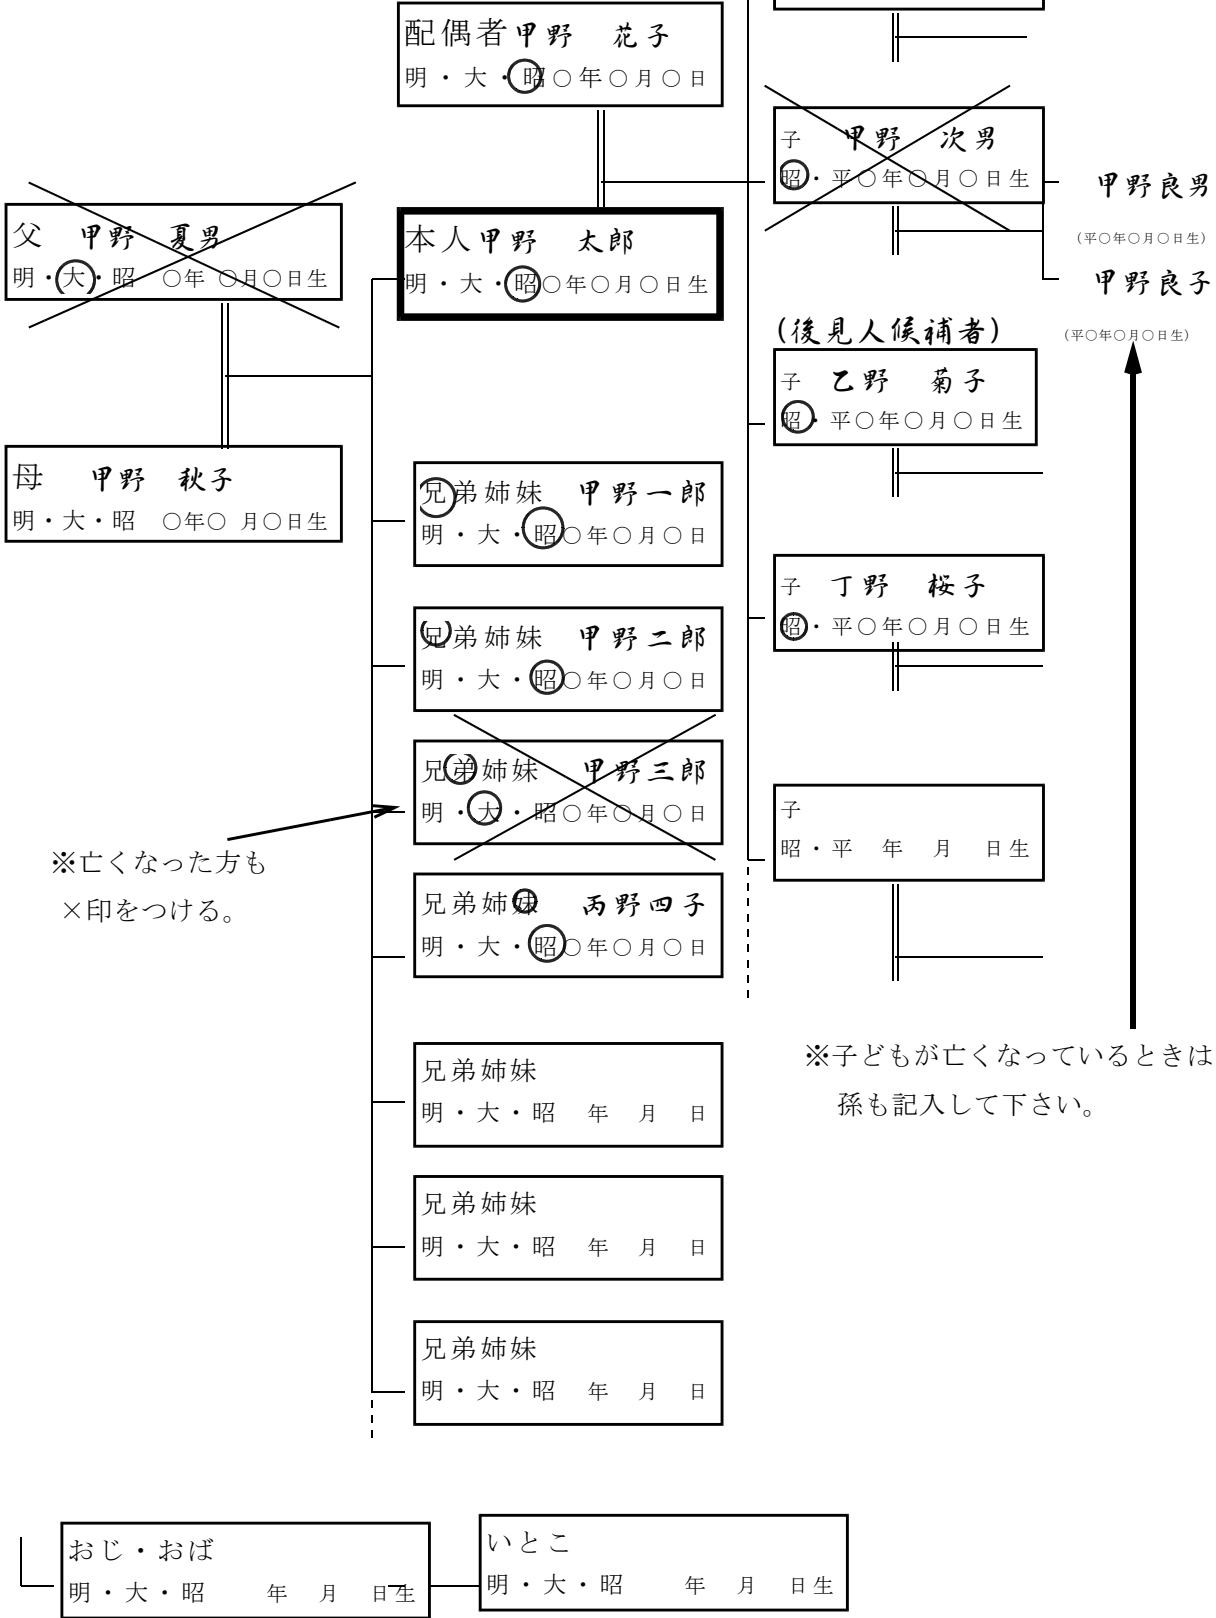 配偶者甲野　花子
明・大・昭○年○月○日
子　甲野　次男
昭・平○年○月○日生
甲野良男
(平○年○月○日生)
甲野良子
(平○年○月○日生)
父　甲野　夏男
明・大・昭　○年　○月○日生
本人甲野　太郎
明・大・昭○年○月○日生
(後見人候補者)
子　乙野　菊子
昭・平○年○月○日生
母　甲野　秋子
明・大・昭　○年○　月○日生
兄弟姉妹　甲野一郎
明・大・昭○年○月○日
子　丁野　桜子
昭・平○年○月○日生
兄弟姉妹　甲野二郎
明・大・昭○年○月○日
兄弟姉妹　甲野三郎
明・大・昭○年○月○日
子
昭・平　年　月　日生
※亡くなった方も
×印をつける。
兄弟姉妹　丙野四子
明・大・昭○年○月○日
※子どもが亡くなっているときは
孫も記入して下さい。
兄弟姉妹
明・大・昭　年　月　日
兄弟姉妹
明・大・昭　年　月　日
兄弟姉妹
明・大・昭　年　月　日
おじ・おば
明・大・昭　　年　月　日生
いとこ
明・大・昭　　年　月　日生